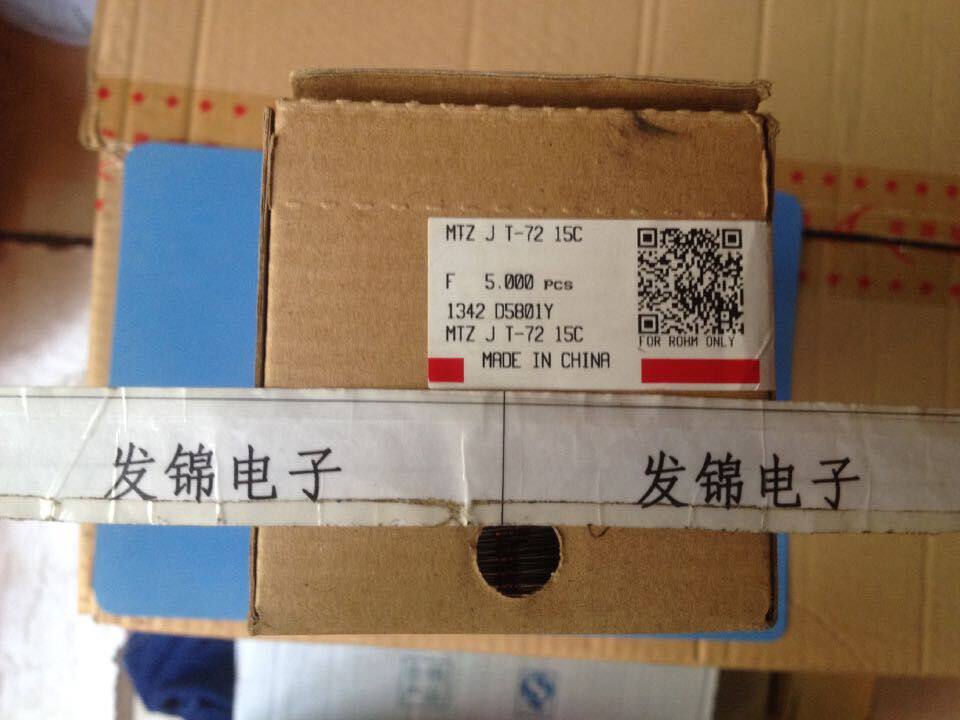 MTZ J T-72 15C
F 5.000 PCS
1342 D5801Y
MTZ J T-72 15C
FOR ROHM ONLY
MADE IN CHINA
发锦电子 发锦电子